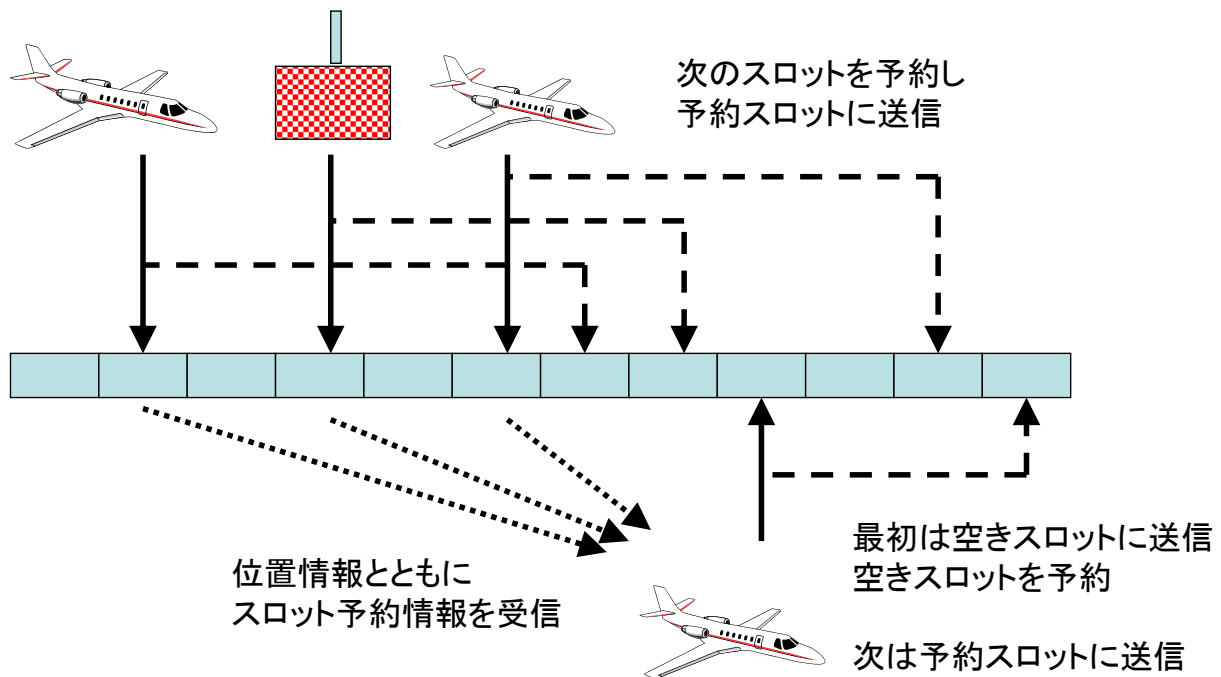 次のスロットを予約し
予約スロットに送信
位置情報とともに
スロット予約情報を受信
最初は空きスロットに送信
空きスロットを予約
次は予約スロットに送信